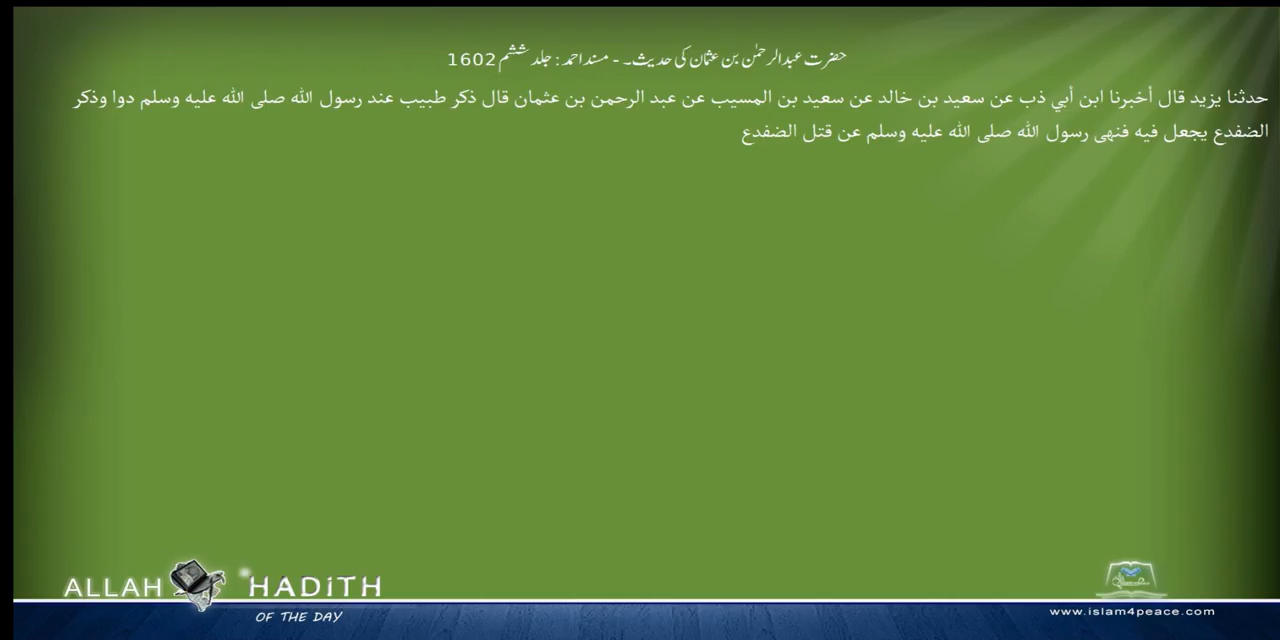 حضرت عبدالرحمٰن بن عثمان کی حدیث۔ - مسند احمد: جلد ششم 1602
حدثنا يزيد قال أخبرنا ابن أبي ذب عن سعيد بن خالد عن سعيد بن المسيب عن عبد الرحمن بن عثمان قال ذكر طبيب عند رسول الله صلى الله عليه وسلم دوا وذكر
الضفدع يجعل فيه فنهى رسول الله صلى الله عليه وسلم عن قتل الضفدع
ALLAH HADITH
OF THE DAY
www.islam4peace.com